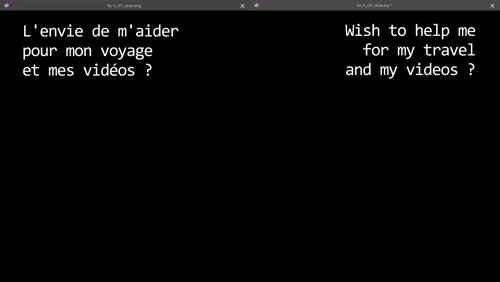 L'envie de m'aider
pour mon voyage
et mes vidéos ?
Wish to help me
for my travel
and my videos ?